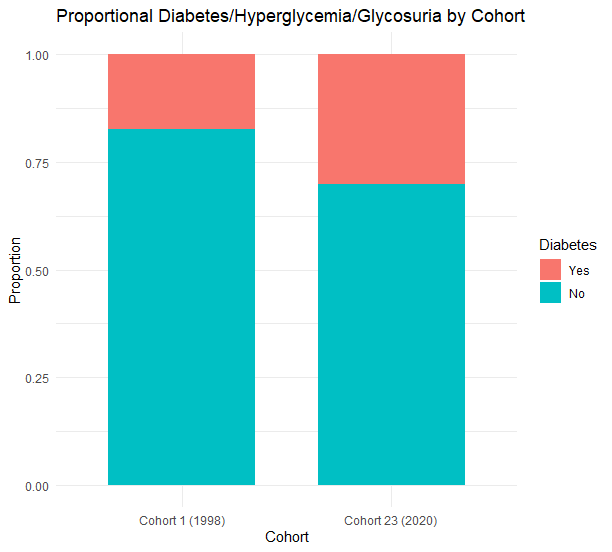 Proportional Diabetes/Hyperglycemia/Glycosuria by Cohort
1.00
0.75
0.50
0.25
0.00
Proportion
Cohort 1 (1998)
Cohort 23 (2020)
Cohort
Diabetes
Yes
No